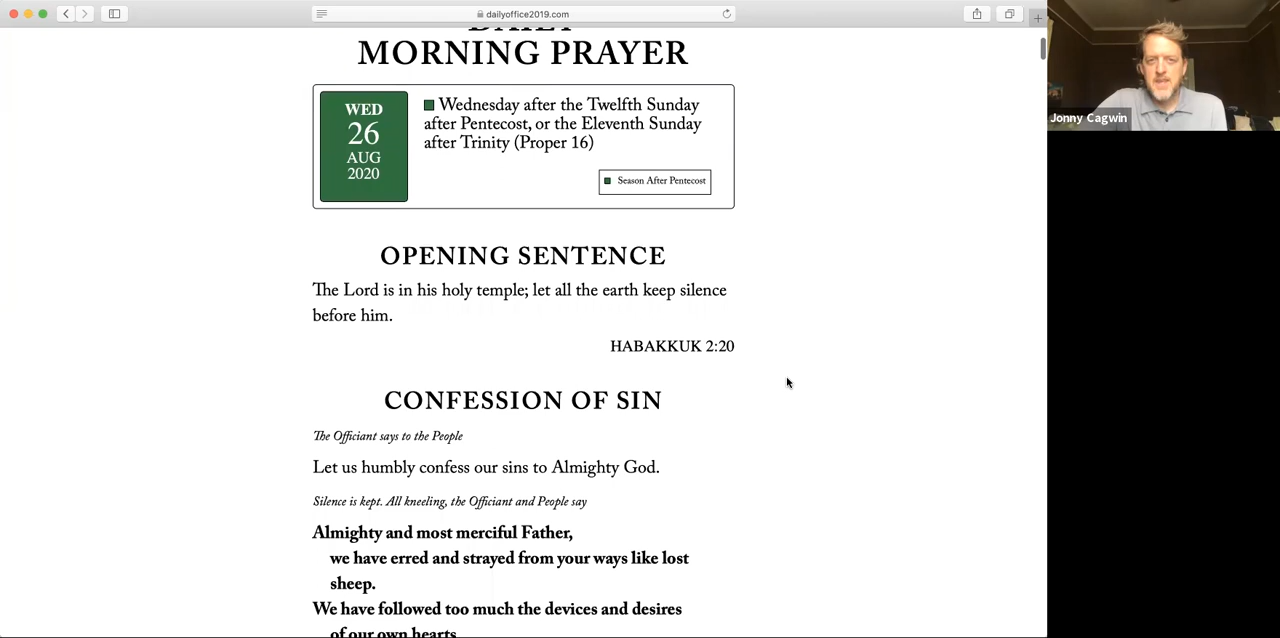 dailyoffice2019.com
DAILY
MORNING PRAYER
WED
26
AUG
2020
Wednesday after the Twelfth Sunday
after Pentecost, or the Eleventh Sunday
after Trinity (Proper 16)
Season After Pentecost
OPENING SENTENCE
The Lord is in his holy temple; let all the earth keep silence
before him.
HABAKKUK 2:20
CONFESSION OF SIN
The Officiant says to the People
Let us humbly confess our sins to Almighty God.
Silence is kept. All kneeling, the Officiant and People say
Almighty and most merciful Father,
we have erred and strayed from your ways like lost
sheep.
We have followed too much the devices and desires
of our own hearts
Jonny Cagwin